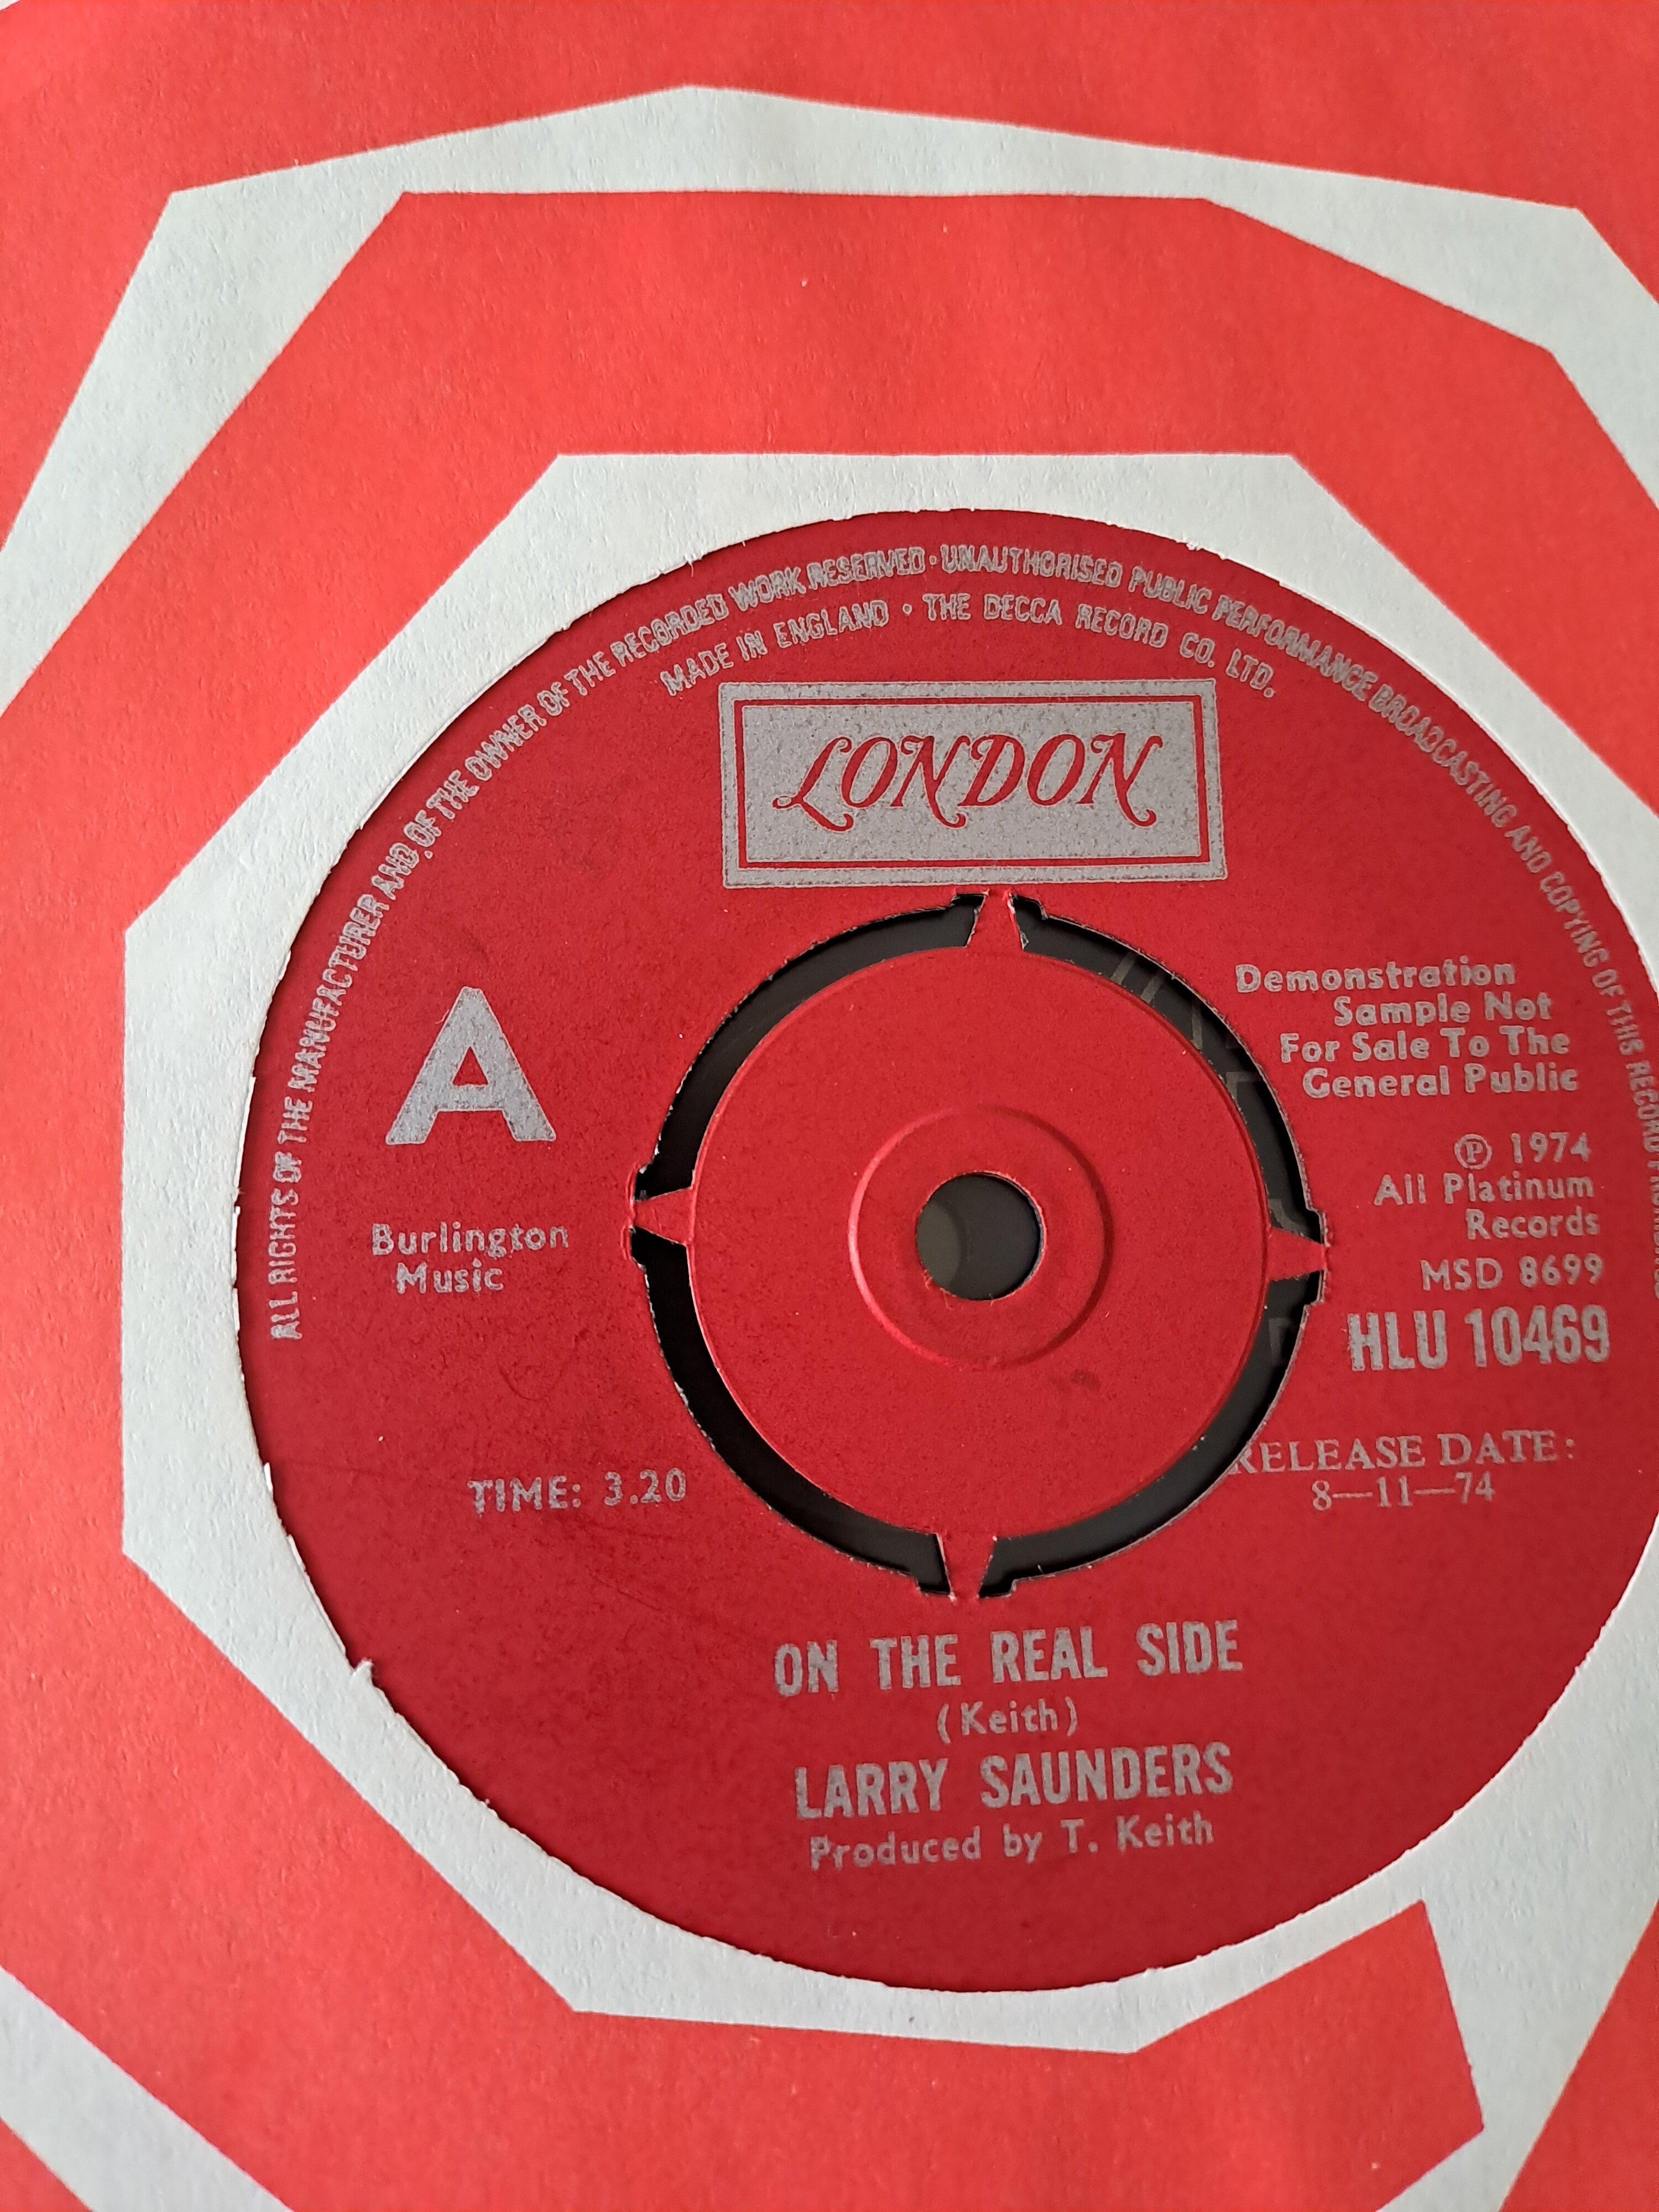 ALL RIGHTS OF THE MANUFACTURER AND OF THE OWNER OF THE RECORDED WORK RESERVED · UNAUTHORISED PUBLIC PERFORMANCE BROADCASTING AND COPYING OF THIS RECORD
MADE IN ENGLAND · THE DECCA RECORD CO. LTD.
LONDON
A
Demonstration
Sample Not
For Sale To The
General Public
℗ 1974
All Platinum
Records
MSD 8699
HLU 10469
Burlington
Music
TIME: 3.20
RELEASE DATE:
8—11—74
ON THE REAL SIDE
(Keith)
LARRY SAUNDERS
Produced by T. Keith